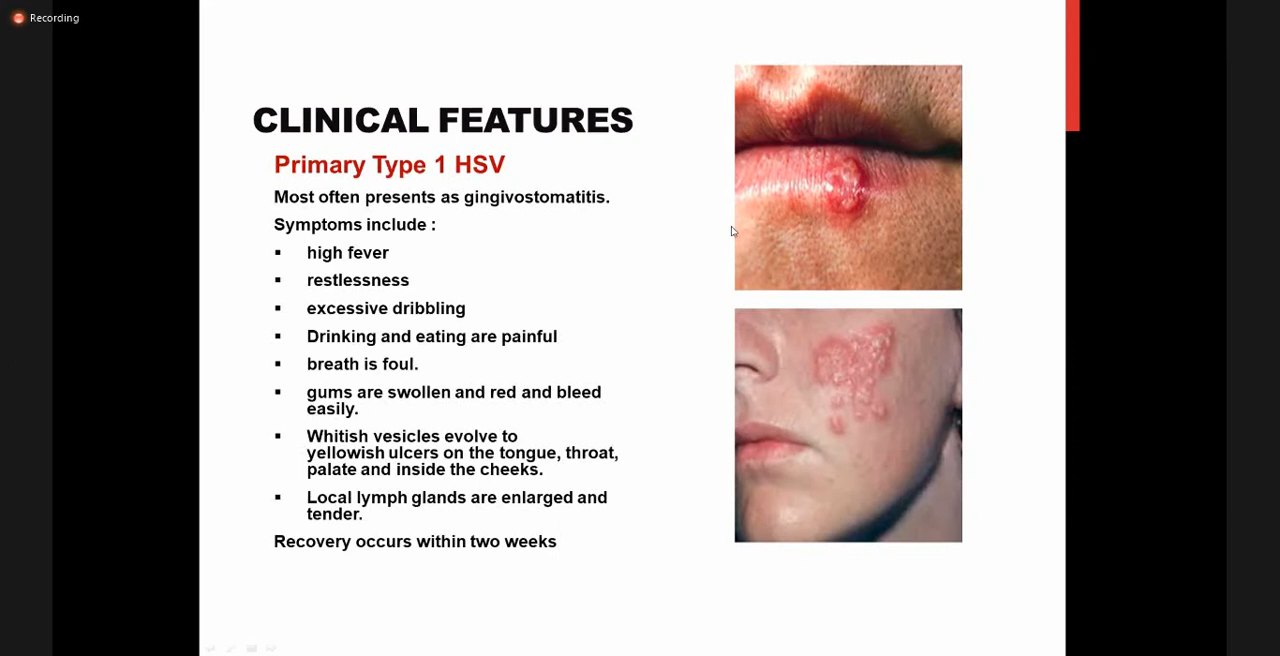 Recording
CLINICAL FEATURES
Primary Type 1 HSV
Most often presents as gingivostomatitis.
Symptoms include :
▪ high fever
▪ restlessness
▪ excessive dribbling
▪ Drinking and eating are painful
▪ breath is foul.
▪ gums are swollen and red and bleed
easily.
▪ Whitish vesicles evolve to
yellowish ulcers on the tongue, throat,
palate and inside the cheeks.
▪ Local lymph glands are enlarged and
tender.
Recovery occurs within two weeks